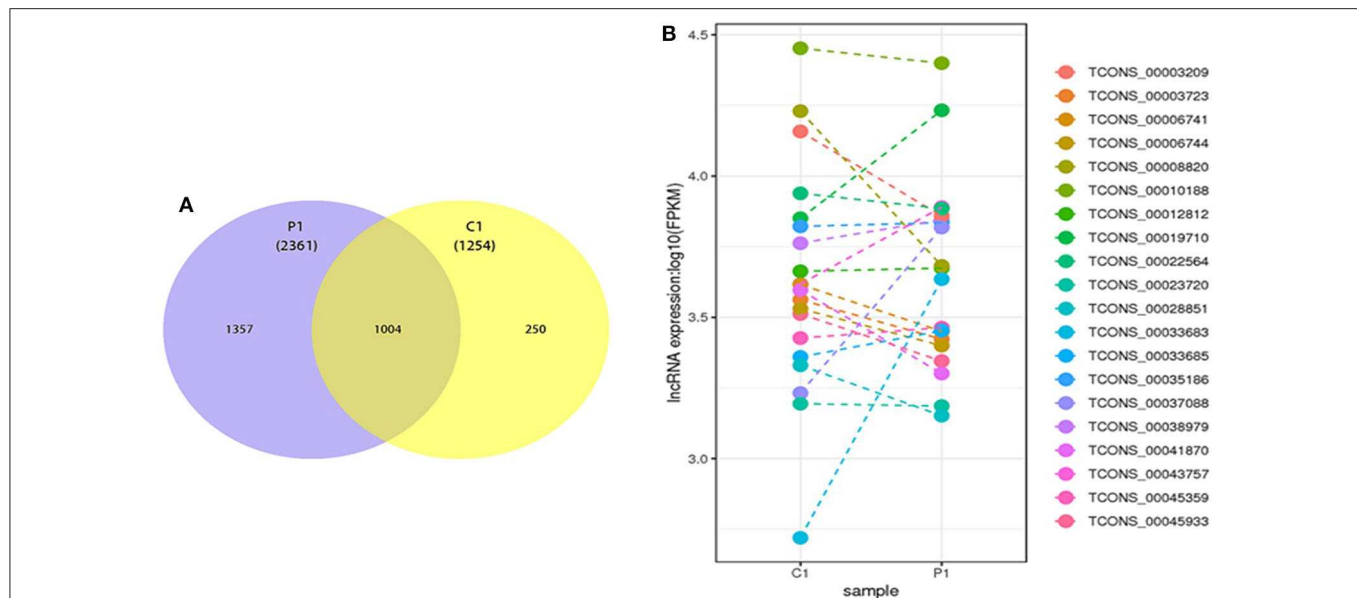 A
P1
(2361)
C1
(1254)
1357
1004
250
B
lncRNA expression:log10(FPKM)
4.5
4.0
3.5
3.0
C1
P1
sample
TCONS_00003209
TCONS_00003723
TCONS_00006741
TCONS_00006744
TCONS_00008820
TCONS_00010188
TCONS_00012812
TCONS_00019710
TCONS_00022564
TCONS_00023720
TCONS_00028851
TCONS_00033683
TCONS_00033685
TCONS_00035186
TCONS_00037088
TCONS_00038979
TCONS_00041870
TCONS_00043757
TCONS_00045359
TCONS_00045933